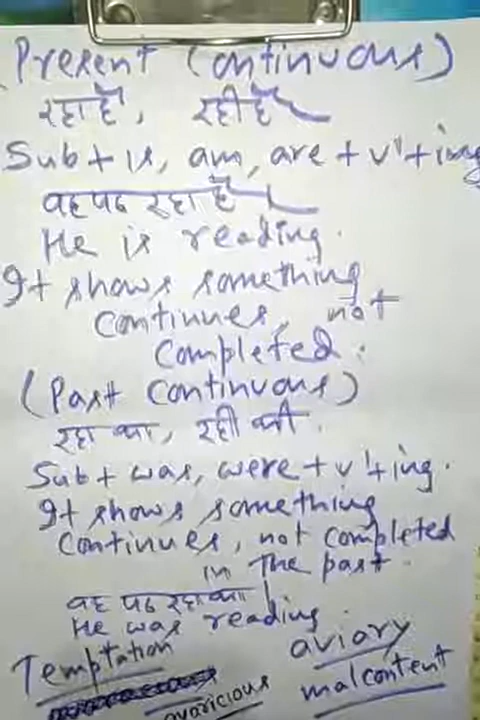 Present (Continuous)
रहा है, रही है
Sub + is, am, are + v' + ing
वह पढ़ रहा है ।
He is reading.
It shows something
continues, not
completed.
(Past Continuous)
रहा था, रही थी.
Sub + was, were + v' + ing.
It shows something
continues, not completed
in the past.
वह पढ़ रहा था ।
He was reading.
Temptation
aviary
avaricious
malcontent